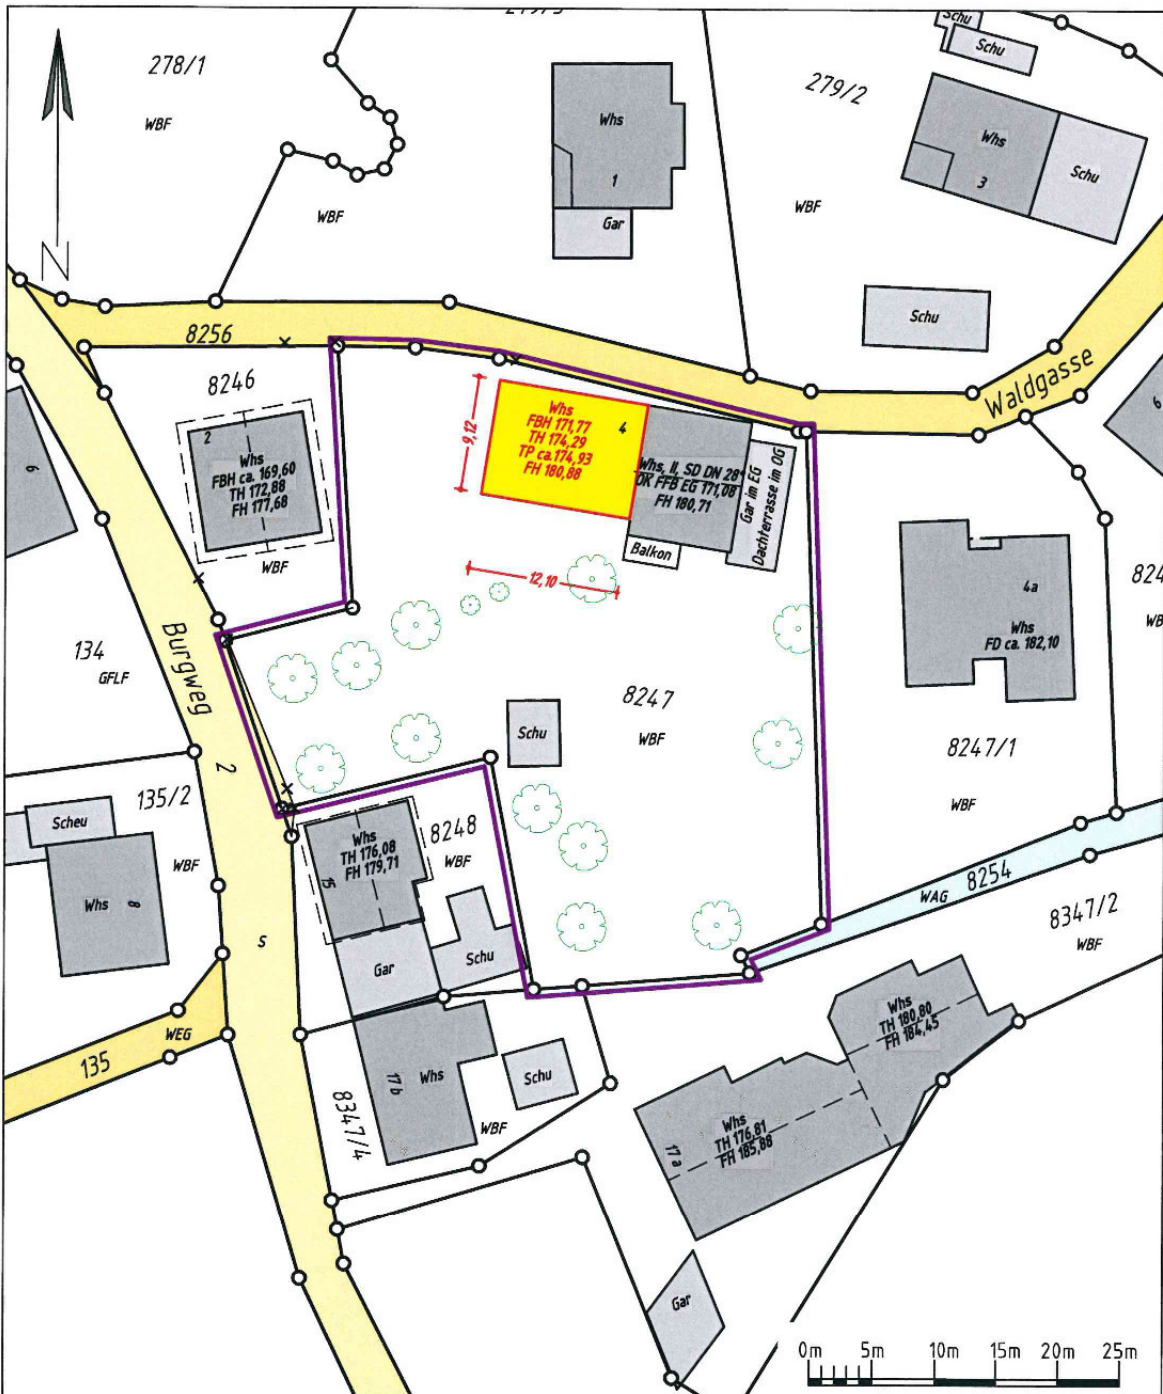 278/1
WBF
N
WBF
Whs
1
Gar
279/2
WBF
Schu
Schu
Whs
3
Schu
Schu
8256
Waldgasse
8246
2
Whs
FBH ca. 169,60
TH 172,88
FH 177,68
WBF
9
9,12
Whs
FBH 171,77
TH 174,29
TP ca.174,93
FH 180,88
4
Whs, II, SD DN 28°
OK FFB EG 171,08
FH 180,71
Gar im EG
Dachterrasse im OG
Balkon
12,10
6
4a
Whs
FD ca. 182,10
824
WB
134
GFLF
Burgweg
2
8247
WBF
Schu
8247/1
WBF
135/2
WBF
Scheu
Whs
8
Whs
TH 176,08
FH 179,71
15
8248
WBF
Gar
Schu
S
WAG
8254
8347/2
WBF
WEG
135
17 b
Whs
Schu
8347/4
WBF
Whs
TH 180,80
FH 184,45
Whs
TH 176,81
FH 185,88
17 a
Gar
0m 5m 10m 15m 20m 25m